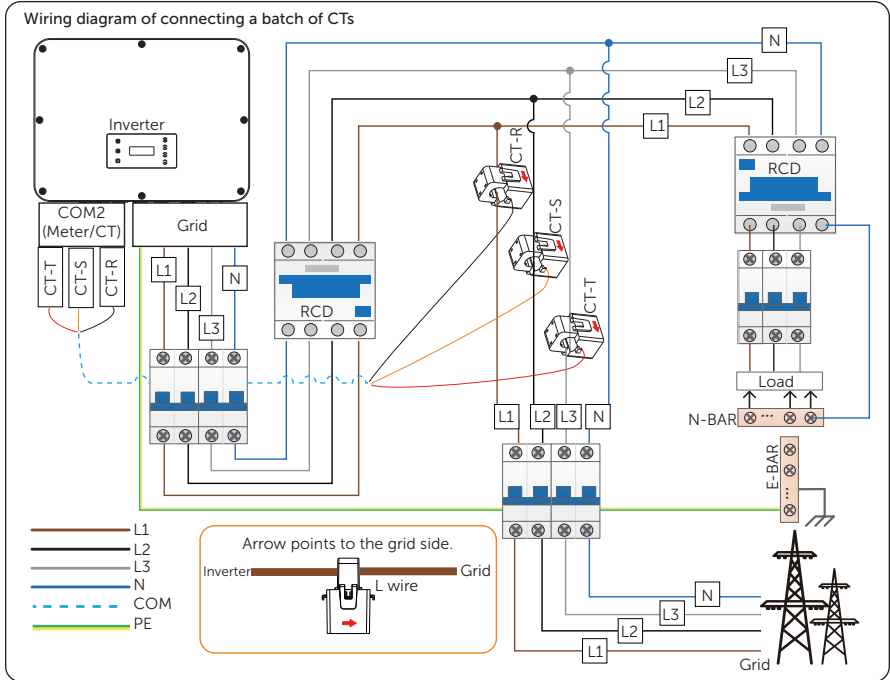 Wiring diagram of connecting a batch of CTs
N
L3
L2
L1
Inverter
RCD
COM2
(Meter/CT)
Grid
CT-T
CT-S
CT-R
L1
L2
L3
N
RCD
CT-R
CT-S
CT-T
Load
N-BAR
...
E-BAR
...
L1
L2
L3
N
L1
L2
L3
N
COM
PE
Arrow points to the grid side.
Inverter
Grid
L wire
N
L3
L2
L1
Grid